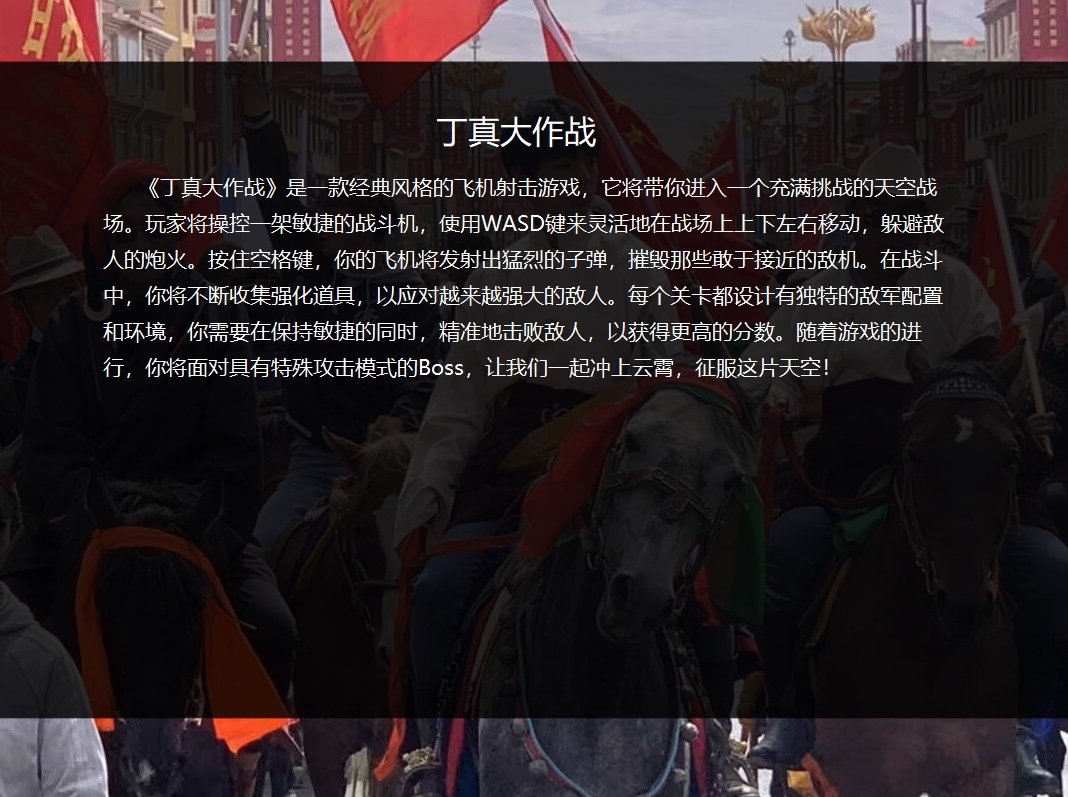 丁真大作战
《丁真大作战》是一款经典风格的飞机射击游戏，它将带你进入一个充满挑战的天空战
场。玩家将操控一架敏捷的战斗机，使用WASD键来灵活地在战场上上下左右移动，躲避敌
人的炮火。按住空格键，你的飞机将发射出猛烈的子弹，摧毁那些敢于接近的敌机。在战斗
中，你将不断收集强化道具，以应对越来越强大的敌人。每个关卡都设计有独特的敌军配置
和环境，你需要在保持敏捷的同时，精准地击败敌人，以获得更高的分数。随着游戏的进
行，你将面对具有特殊攻击模式的Boss，让我们一起冲上云霄，征服这片天空！